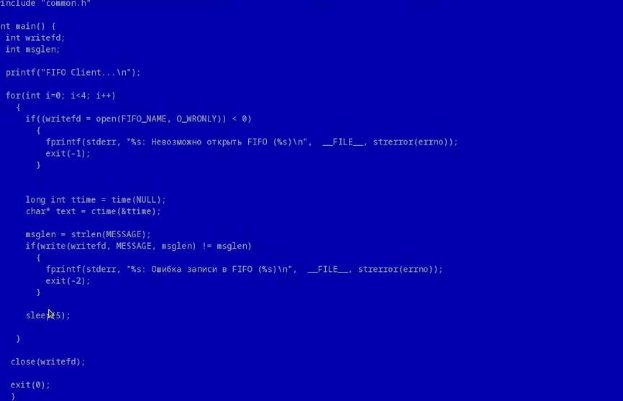 include "common.h"
nt main() {
int writefd;
int msglen;
printf("FIFO Client...\n");
for(int i=0; i<4; i++)
{
if((writefd = open(FIFO_NAME, O_WRONLY)) < 0)
{
fprintf(stderr, "%s: Невозможно открыть FIFO (%s)\n", __FILE__, strerror(errno));
exit(-1);
}
long int ttime = time(NULL);
char* text = ctime(&ttime);
msglen = strlen(MESSAGE);
if(write(writefd, MESSAGE, msglen) != msglen)
{
fprintf(stderr, "%s: Ошибка записи в FIFO (%s)\n", __FILE__, strerror(errno));
exit(-2);
}
sleep(5);
}
close(writefd);
exit(0);
}